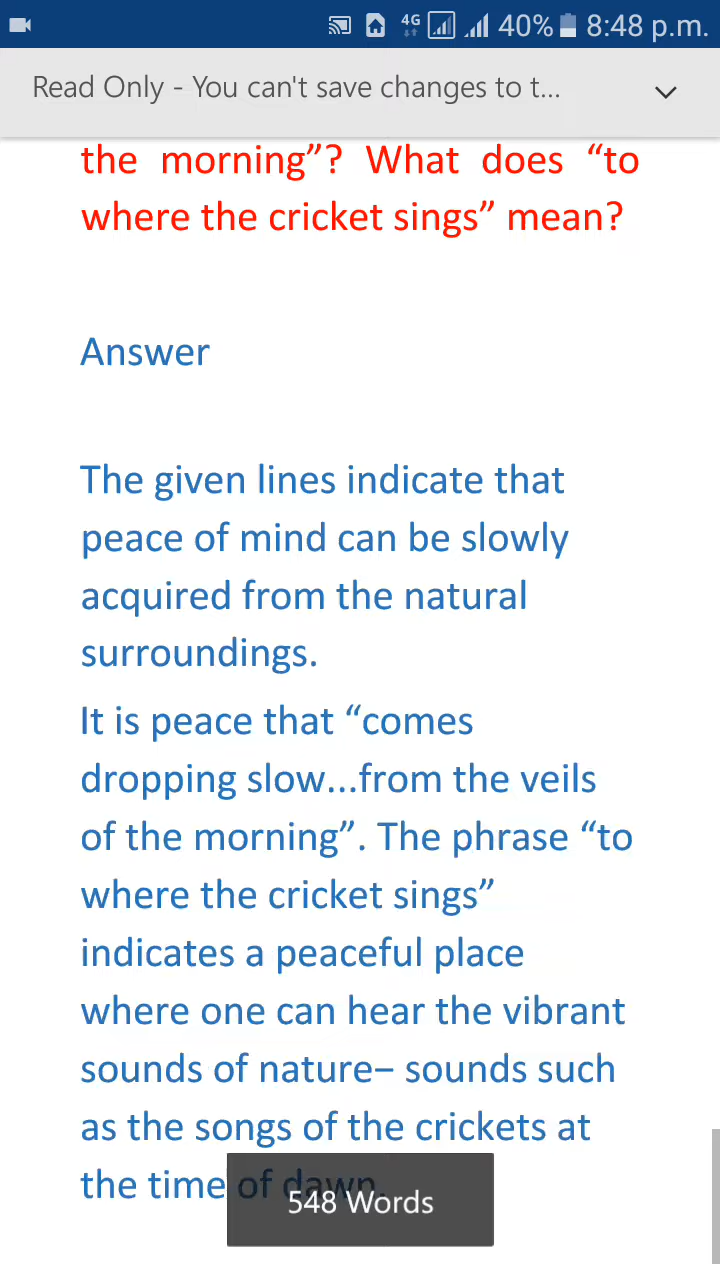 4G 40% 8:48 p.m.
Read Only - You can't save changes to t...
the morning”? What does “to
where the cricket sings” mean?
Answer
The given lines indicate that
peace of mind can be slowly
acquired from the natural
surroundings.
It is peace that “comes
dropping slow...from the veils
of the morning”. The phrase “to
where the cricket sings”
indicates a peaceful place
where one can hear the vibrant
sounds of nature– sounds such
as the songs of the crickets at
the time of dawn.
548 Words